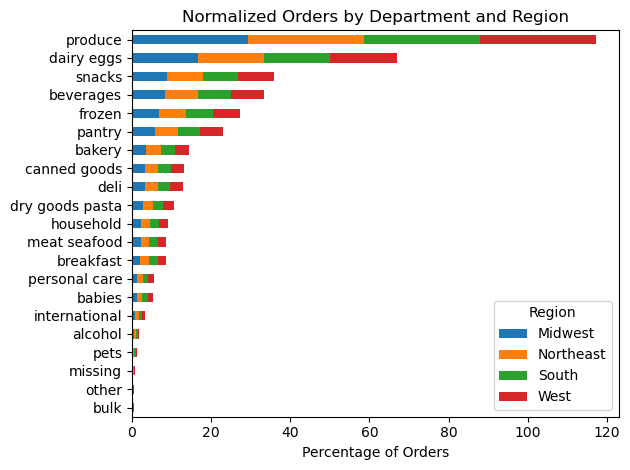 Normalized Orders by Department and Region
produce
dairy eggs
snacks
beverages
frozen
pantry
bakery
canned goods
deli
dry goods pasta
household
meat seafood
breakfast
personal care
babies
international
alcohol
pets
missing
other
bulk
Region
Midwest
Northeast
South
West
0 20 40 60 80 100 120
Percentage of Orders